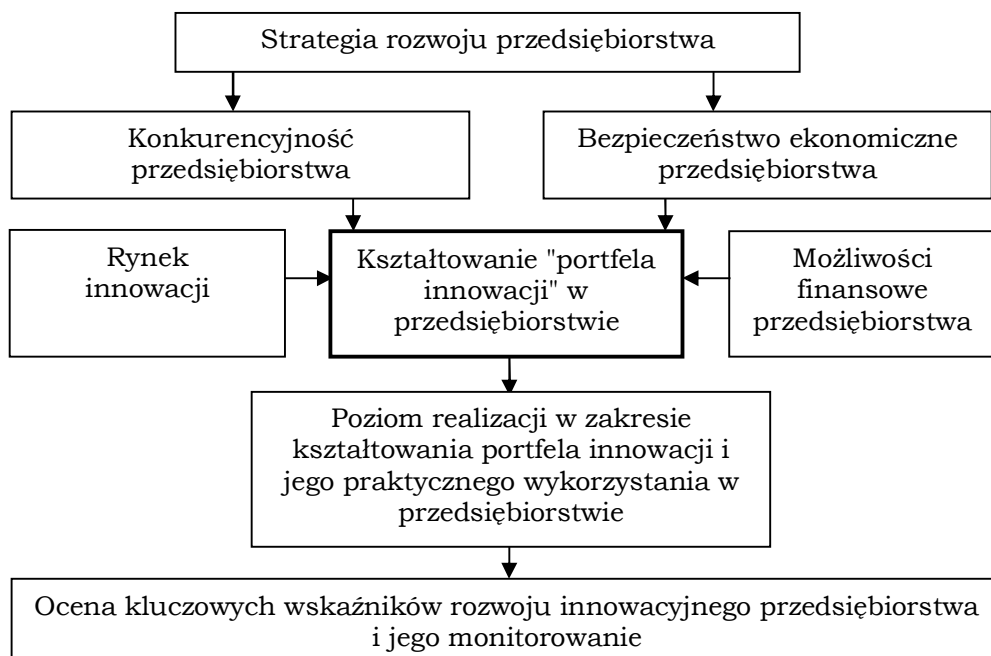 Strategia rozwoju przedsiębiorstwa
Konkurencyjność
przedsiębiorstwa
Bezpieczeństwo ekonomiczne
przedsiębiorstwa
Rynek
innowacji
Kształtowanie "portfela
innowacji" w
przedsiębiorstwie
Możliwości
finansowe
przedsiębiorstwa
Poziom realizacji w zakresie
kształtowania portfela innowacji i
jego praktycznego wykorzystania w
przedsiębiorstwie
Ocena kluczowych wskaźników rozwoju innowacyjnego przedsiębiorstwa
i jego monitorowanie